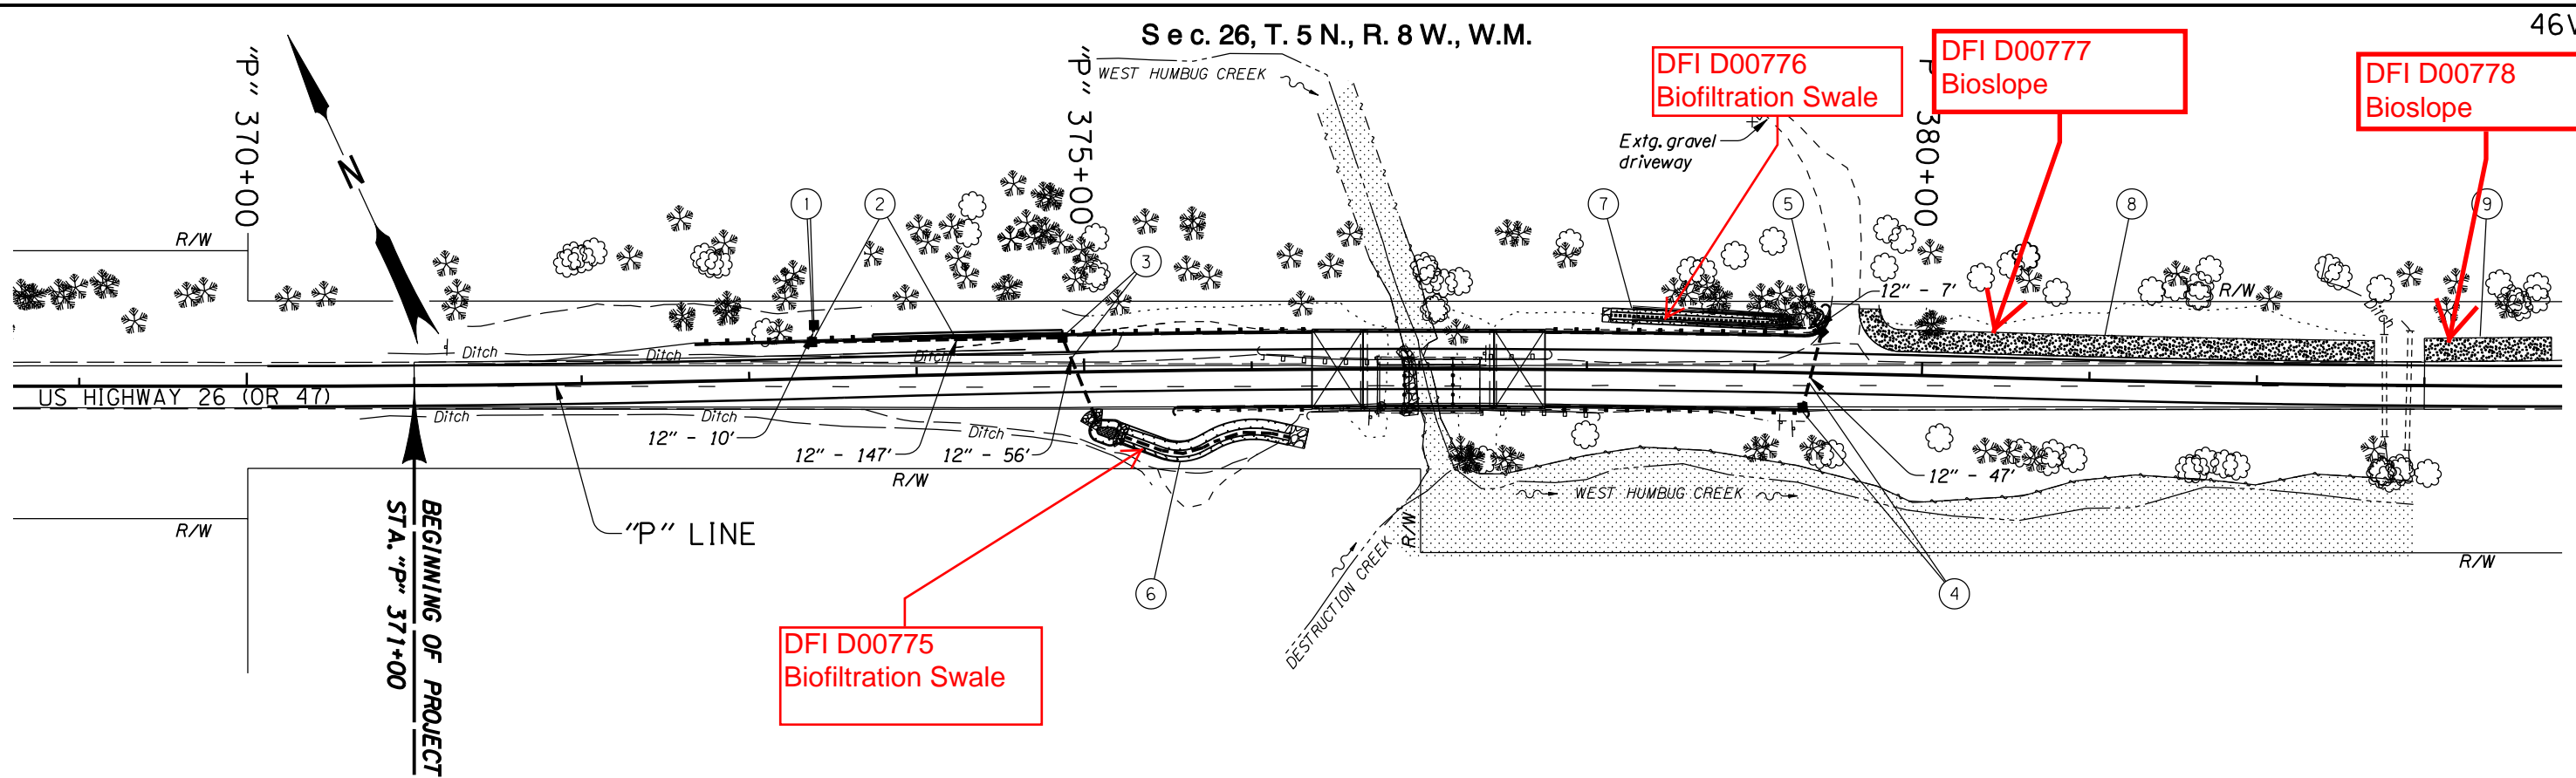 Sec. 26, T. 5 N., R. 8 W., W.M.
46V
"P" 370+00
"P" 375+00
"P" 380+00
N
WEST HUMBUG CREEK
DFI D00776
Biofiltration Swale
DFI D00777
Bioslope
DFI D00778
Bioslope
Extg. gravel
driveway
1
2
3
7
5
8
9
R/W
R/W
12" - 7'
Ditch
Ditch
Ditch
Ditch
US HIGHWAY 26 (OR 47)
Ditch
Ditch
Ditch
12" - 10'
12" - 147'
12" - 56'
R/W
12" - 47'
WEST HUMBUG CREEK
R/W
"P" LINE
R/W
R/W
BEGINNING OF PROJECT
STA. "P" 371+00
6
4
DESTRUCTION CREEK
DFI D00775
Biofiltration Swale